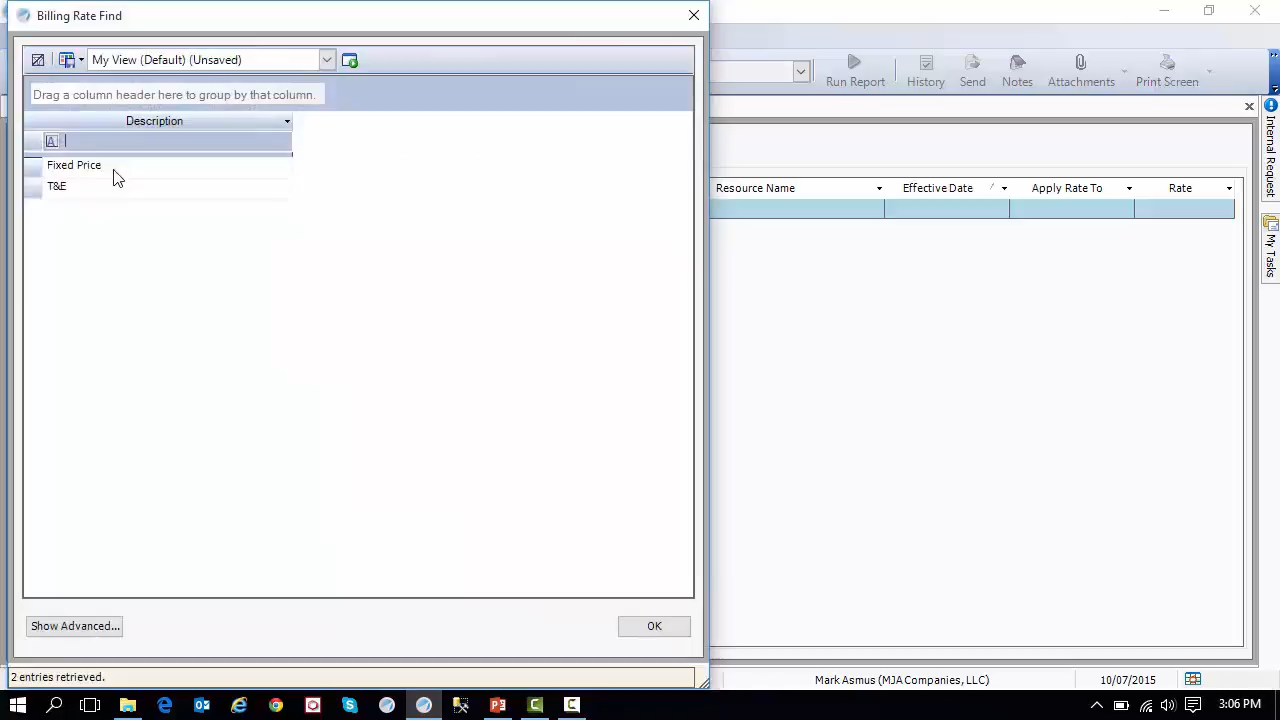 Billing Rate Find
My View (Default) (Unsaved)
Drag a column header here to group by that column.
Description
A
Fixed Price
T&E
Show Advanced...
OK
2 entries retrieved.
Run Report
History
Send
Notes
Attachments
Print Screen
Resource Name
Effective Date
Apply Rate To
Rate
Internal Request
My Tasks
Mark Asmus (MJA Companies, LLC)
10/07/2015
3:06 PM